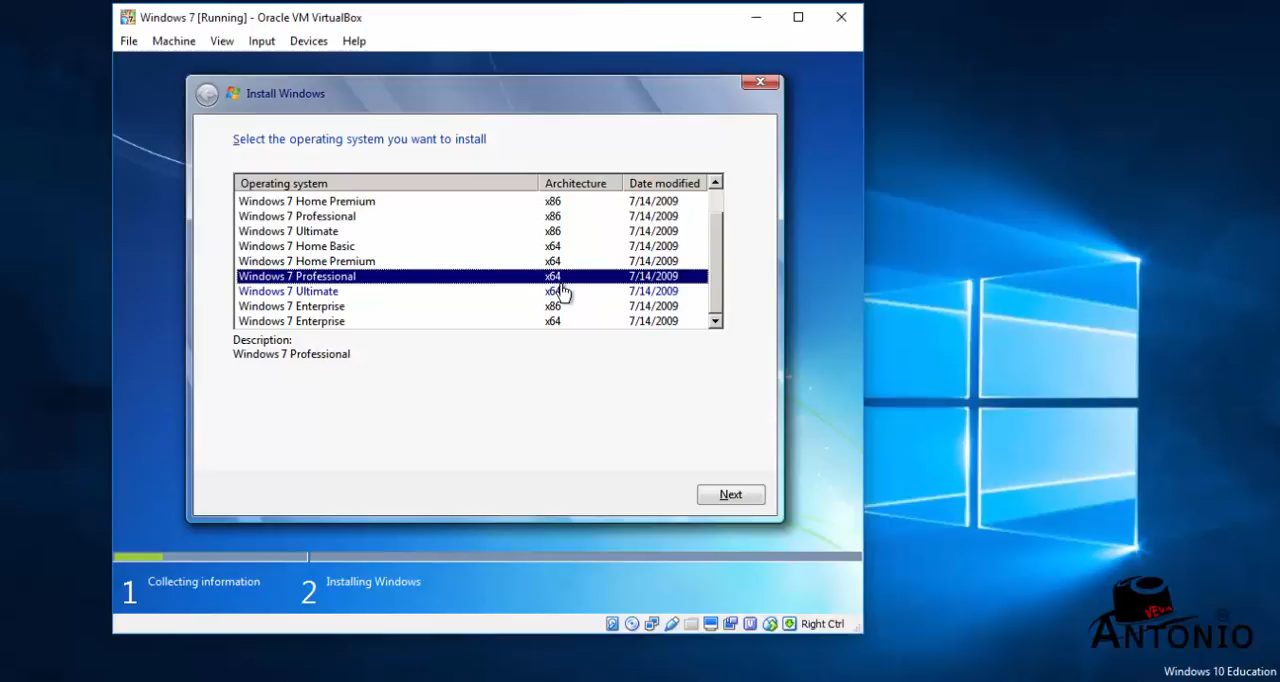 Windows 7 [Running] - Oracle VM VirtualBox
File Machine View Input Devices Help
Install Windows
Select the operating system you want to install
Operating system Architecture Date modified
Windows 7 Home Premium x86 7/14/2009
Windows 7 Professional x86 7/14/2009
Windows 7 Ultimate x86 7/14/2009
Windows 7 Home Basic x64 7/14/2009
Windows 7 Home Premium x64 7/14/2009
Windows 7 Professional x64 7/14/2009
Windows 7 Ultimate x64 7/14/2009
Windows 7 Enterprise x86 7/14/2009
Windows 7 Enterprise x64 7/14/2009
Description:
Windows 7 Professional
Next
1 Collecting information 2 Installing Windows
Right Ctrl
ANTONIO
Windows 10 Education